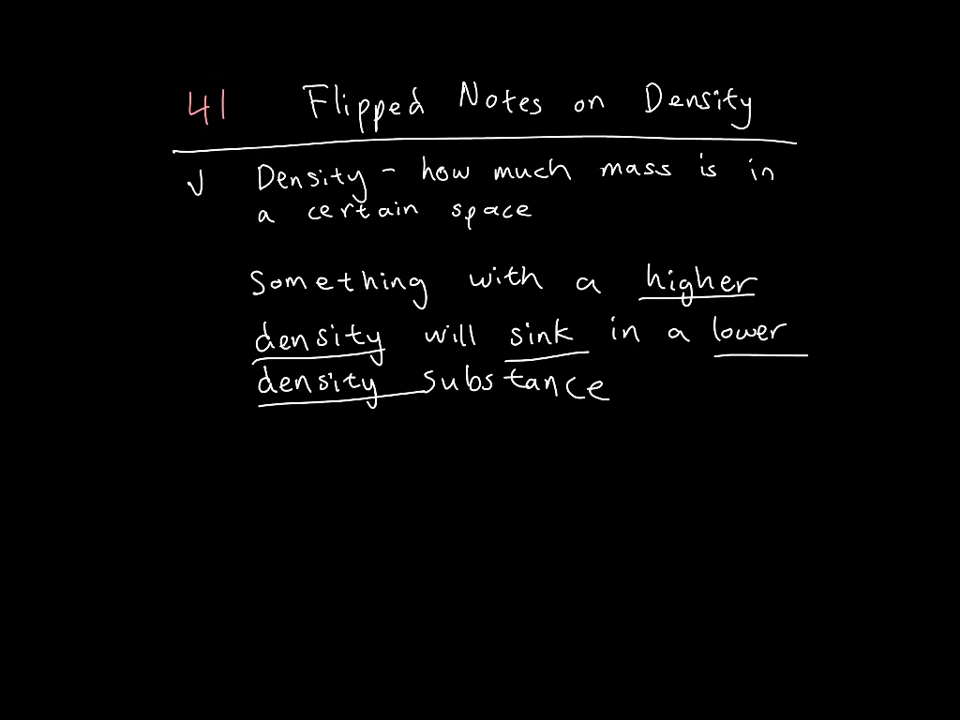 41 Flipped Notes on Density
√ Density - how much mass is in
a certain space
Something with a higher
density will sink in a lower
density substance